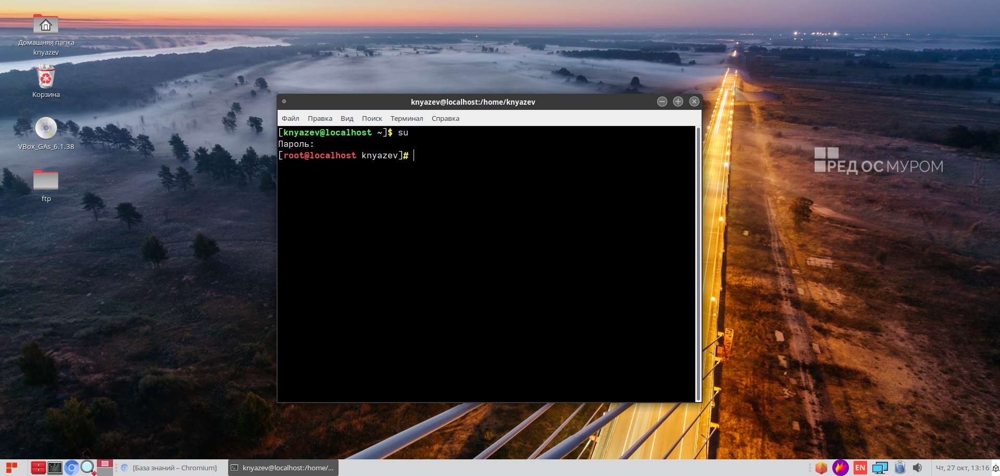 Домашняя папка
knyazev
Корзина
VBox_GAs_6.1.38
ftp
knyazev@localhost:/home/knyazev
Файл Правка Вид Поиск Терминал Справка
[knyazev@localhost ~]$ su
Пароль:
[root@localhost knyazev]#
РЕД ОС МУРОМ
[База знаний – Chromium]
knyazev@localhost:/home/...
EN
Чт, 27 окт, 13:16